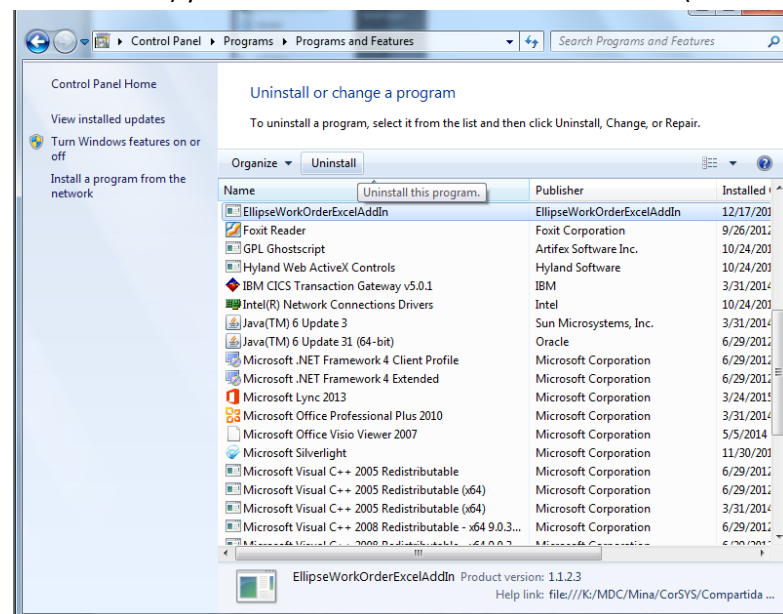 Control Panel ▸ Programs ▸ Programs and Features
Search Programs and Features
Control Panel Home
View installed updates
Turn Windows features on or off
Install a program from the network
Uninstall or change a program
To uninstall a program, select it from the list and then click Uninstall, Change, or Repair.
Organize Uninstall
Name Publisher Installed
Uninstall this program.
EllipseWorkOrderExcelAddIn EllipseWorkOrderExcelAddIn 12/17/201
Foxit Reader Foxit Corporation 9/26/2012
GPL Ghostscript Artifex Software Inc. 10/24/201
Hyland Web ActiveX Controls Hyland Software 10/24/201
IBM CICS Transaction Gateway v5.0.1 IBM 3/31/2014
Intel(R) Network Connections Drivers Intel 10/24/201
Java(TM) 6 Update 3 Sun Microsystems, Inc. 3/31/2014
Java(TM) 6 Update 31 (64-bit) Oracle 6/29/2012
Microsoft .NET Framework 4 Client Profile Microsoft Corporation 6/29/2012
Microsoft .NET Framework 4 Extended Microsoft Corporation 6/29/2012
Microsoft Lync 2013 Microsoft Corporation 3/24/2015
Microsoft Office Professional Plus 2010 Microsoft Corporation 3/31/2014
Microsoft Office Visio Viewer 2007 Microsoft Corporation 5/5/2014
Microsoft Silverlight Microsoft Corporation 11/30/201
Microsoft Visual C++ 2005 Redistributable Microsoft Corporation 6/29/2012
Microsoft Visual C++ 2005 Redistributable (x64) Microsoft Corporation 6/29/2012
Microsoft Visual C++ 2005 Redistributable (x64) Microsoft Corporation 3/31/2014
Microsoft Visual C++ 2008 Redistributable - x64 9.0.3... Microsoft Corporation 6/29/2012
EllipseWorkOrderExcelAddIn Product version: 1.1.2.3
Help link: file:///K:/MDC/Mina/CorSYS/Compartida ...